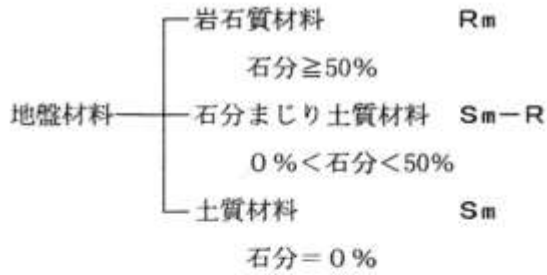 岩石質材料 Rm
石分≧50%
地盤材料 石分まじり土質材料 Sm-R
0%<石分<50%
土質材料 Sm
石分=0%